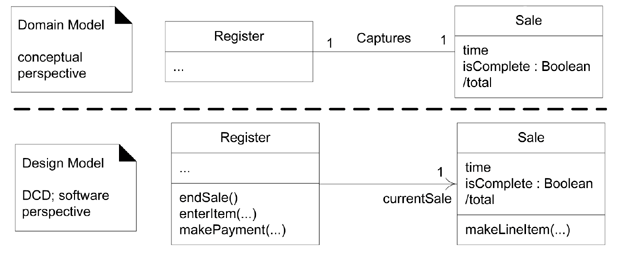 Domain Model
conceptual
perspective
Register
...
1 Captures 1
Sale
time
isComplete : Boolean
/total
Design Model
DCD; software
perspective
Register
...
endSale()
enterItem(...)
makePayment(...)
1
currentSale
Sale
time
isComplete : Boolean
/total
makeLineItem(...)